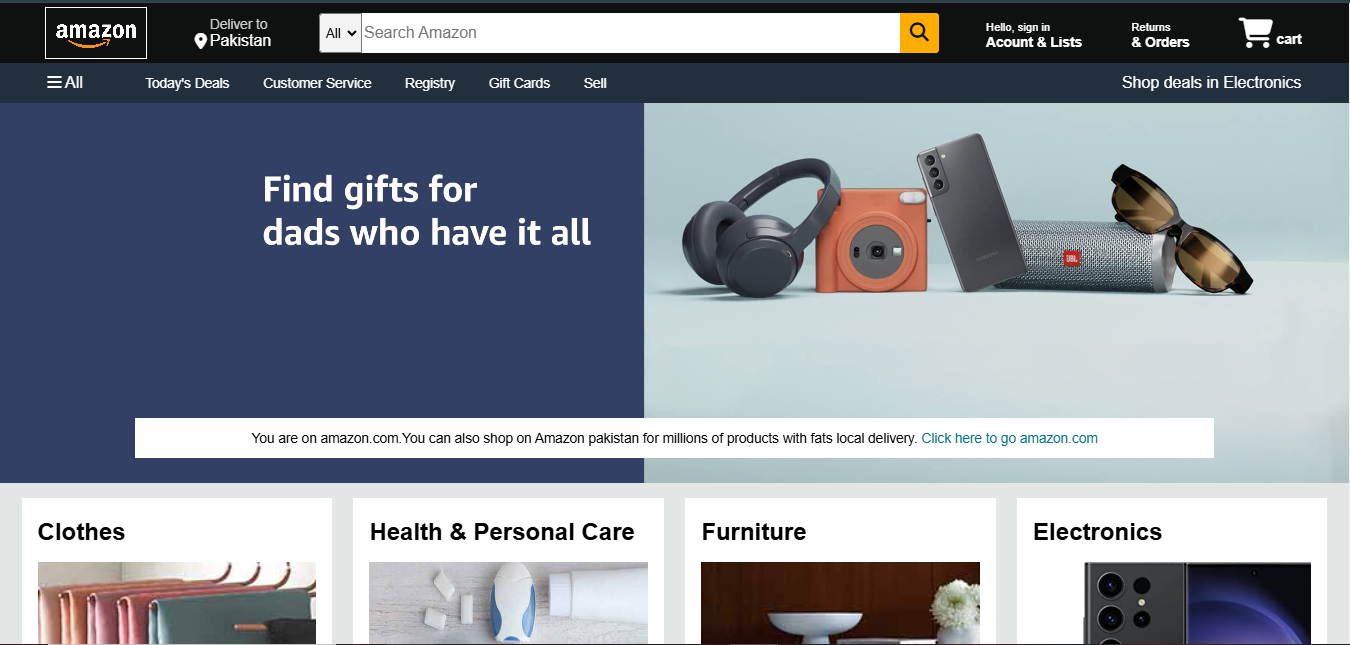 amazon
Deliver to
Pakistan
All
Search Amazon
Hello, sign in
Acount & Lists
Returns
& Orders
cart
All
Today's Deals
Customer Service
Registry
Gift Cards
Sell
Shop deals in Electronics
Find gifts for
dads who have it all
SAMSUNG
JBL
You are on amazon.com.You can also shop on Amazon pakistan for millions of products with fats local delivery. Click here to go amazon.com
Clothes
Health & Personal Care
Furniture
Electronics